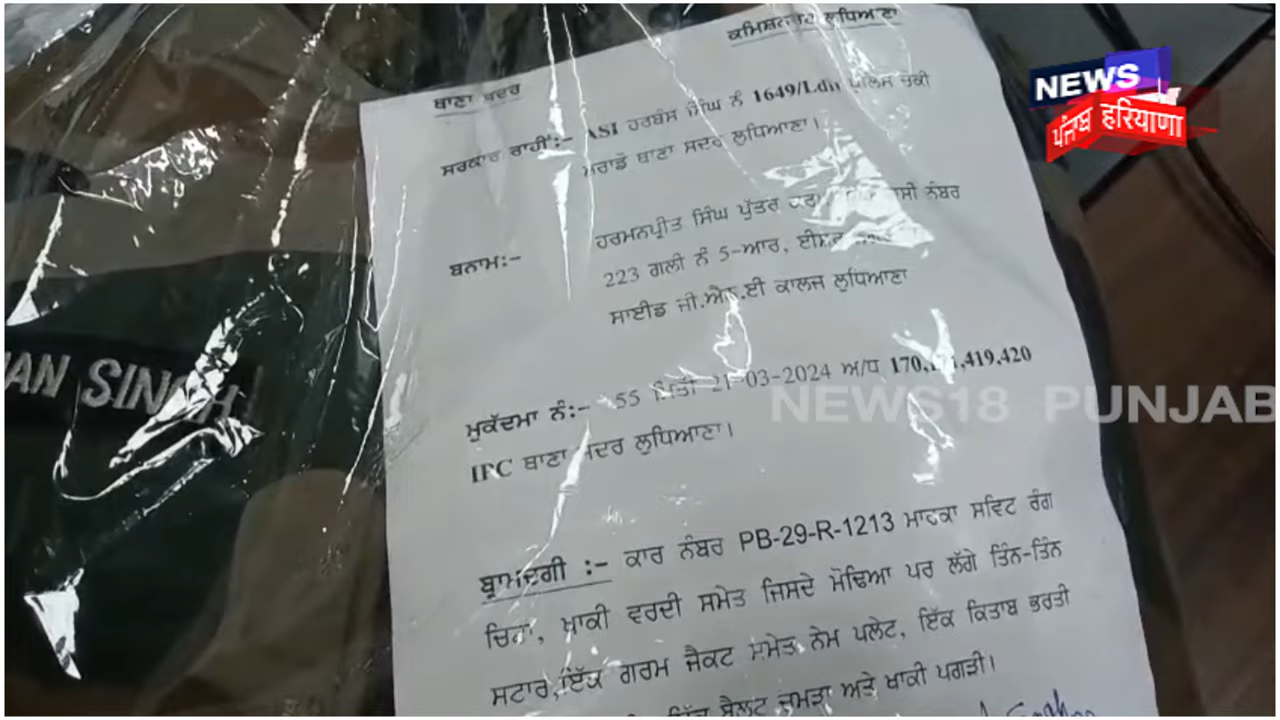 ਕਮਿਸ਼ਨਰੇਟ ਲੁਧਿਆਣਾ
ਥਾਣਾ ਸਦਰ
ਸਰਕਾਰ ਰਾਹੀਂ:- ASI ਹਰਬੰਸ ਸਿੰਘ ਨੰ 1649/Ldh ਪੁਲਿਸ ਚੌਕੀ
ਮਰਾਡੋ ਥਾਣਾ ਸਦਰ ਲੁਧਿਆਣਾ।
ਬਨਾਮ:-
ਹਰਮਨਪ੍ਰੀਤ ਸਿੰਘ ਪੁੱਤਰ ਨੰਬਰ
223 ਗਲੀ ਨੰ 5-ਆਰ, ਈਸ਼ਰ
ਸਾਈਡ ਜੀ.ਐਨ.ਈ ਕਾਲਜ ਲੁਧਿਆਣਾ
ਮੁਕੱਦਮਾ ਨੰ:- 55 ਮਿਤੀ 21-03-2024 ਅ/ਧ 170, 419,420
IPC ਥਾਣਾ ਸਦਰ ਲੁਧਿਆਣਾ।
ਬ੍ਰਾਮਦਗੀ :- ਕਾਰ ਨੰਬਰ PB-29-R-1213 ਮਾਰਕਾ ਸਵਿਟ ਰੰਗ
ਚਿੱਟਾ, ਖਾਕੀ ਵਰਦੀ ਸਮੇਤ ਜਿਸਦੇ ਮੋਢਿਆ ਪਰ ਲੱਗੇ ਤਿੰਨ-ਤਿੰਨ
ਸਟਾਰ,ਇੱਕ ਗਰਮ ਜੈਕਟ ਸਮੇਤ ਨੇਮ ਪਲੇਟ, ਇੱਕ ਕਿਤਾਬ ਭਰਤੀ
ਇੱਕ ਬੈਲਟ ਚਮੜਾ ਅਤੇ ਖਾਕੀ ਪਗੜੀ।
SINGH
NEWS
ਪੰਜਾਬ हरियाणा
NEWS18 PUNJAB